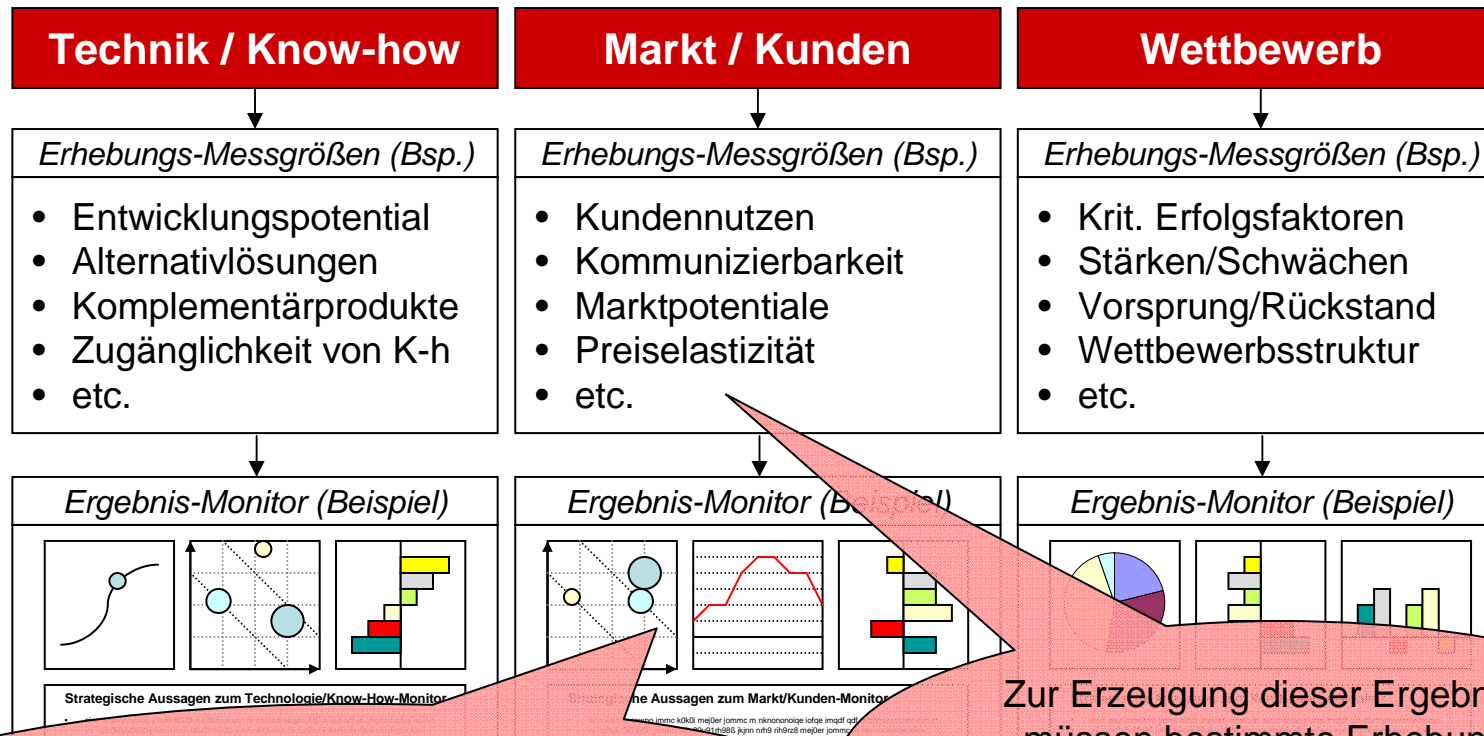 Technik / Know-how
Erhebungs-Messgrößen (Bsp.)
• Entwicklungspotential
• Alternativlösungen
• Komplementärprodukte
• Zugänglichkeit von K-h
• etc.
Ergebnis-Monitor (Beispiel)
Strategische Aussagen zum Technologie/Know-How-Monitor
Markt / Kunden
Erhebungs-Messgrößen (Bsp.)
• Kundennutzen
• Kommunizierbarkeit
• Marktpotentiale
• Preiselastizität
• etc.
Ergebnis-Monitor (Beispiel)
Strategische Aussagen zum Markt/Kunden-Monitor
Wettbewerb
Erhebungs-Messgrößen (Bsp.)
• Krit. Erfolgsfaktoren
• Stärken/Schwächen
• Vorsprung/Rückstand
• Wettbewerbsstruktur
• etc.
Ergebnis-Monitor (Beispiel)
Zur Erzeugung dieser Ergebn
müssen bestimmte Erhebun